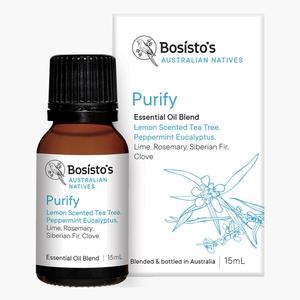 Bosisto's
AUSTRALIAN NATIVES
Purify
Essential Oil Blend
Lemon Scented Tea Tree,
Peppermint Eucalyptus,
Lime, Rosemary, Siberian Fir,
Clove
Blended & bottled in Australia
15mL
Bosisto's
AUSTRALIAN
NATIVES
Purify
Lemon Scented Tea Tree,
Peppermint Eucalyptus,
Lime, Rosemary,
Siberian Fir, Clove
Essential Oil Blend
15mL